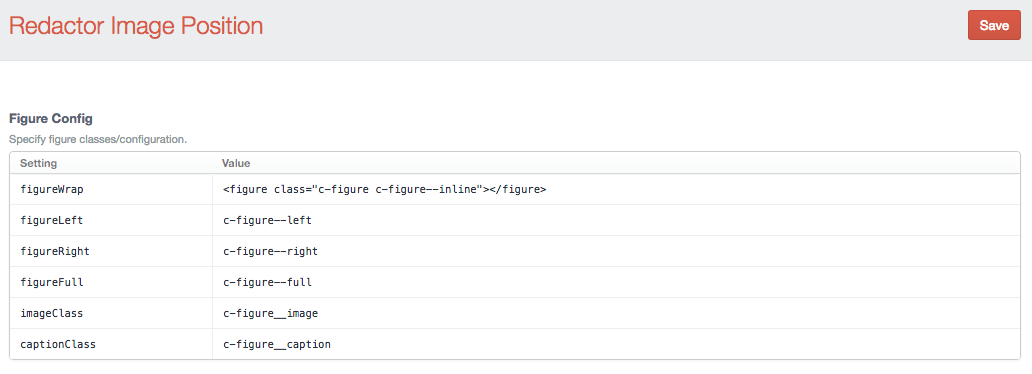 Redactor Image Position
Save
Figure Config
Specify figure classes/configuration.
Setting Value
figureWrap <figure class="c-figure c-figure--inline"></figure>
figureLeft c-figure--left
figureRight c-figure--right
figureFull c-figure--full
imageClass c-figure__image
captionClass c-figure__caption